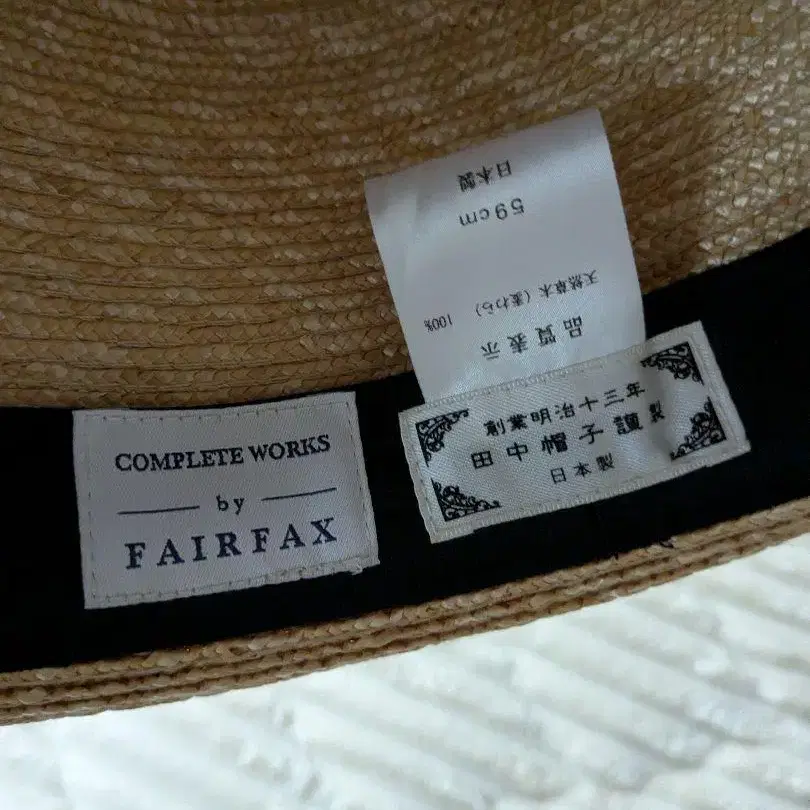 COMPLETE WORKS
by
FAIRFAX
品質表示
天然草木(麦わら) 100%
59cm
日本製
創業明治十三年
田中帽子謹製
日本製